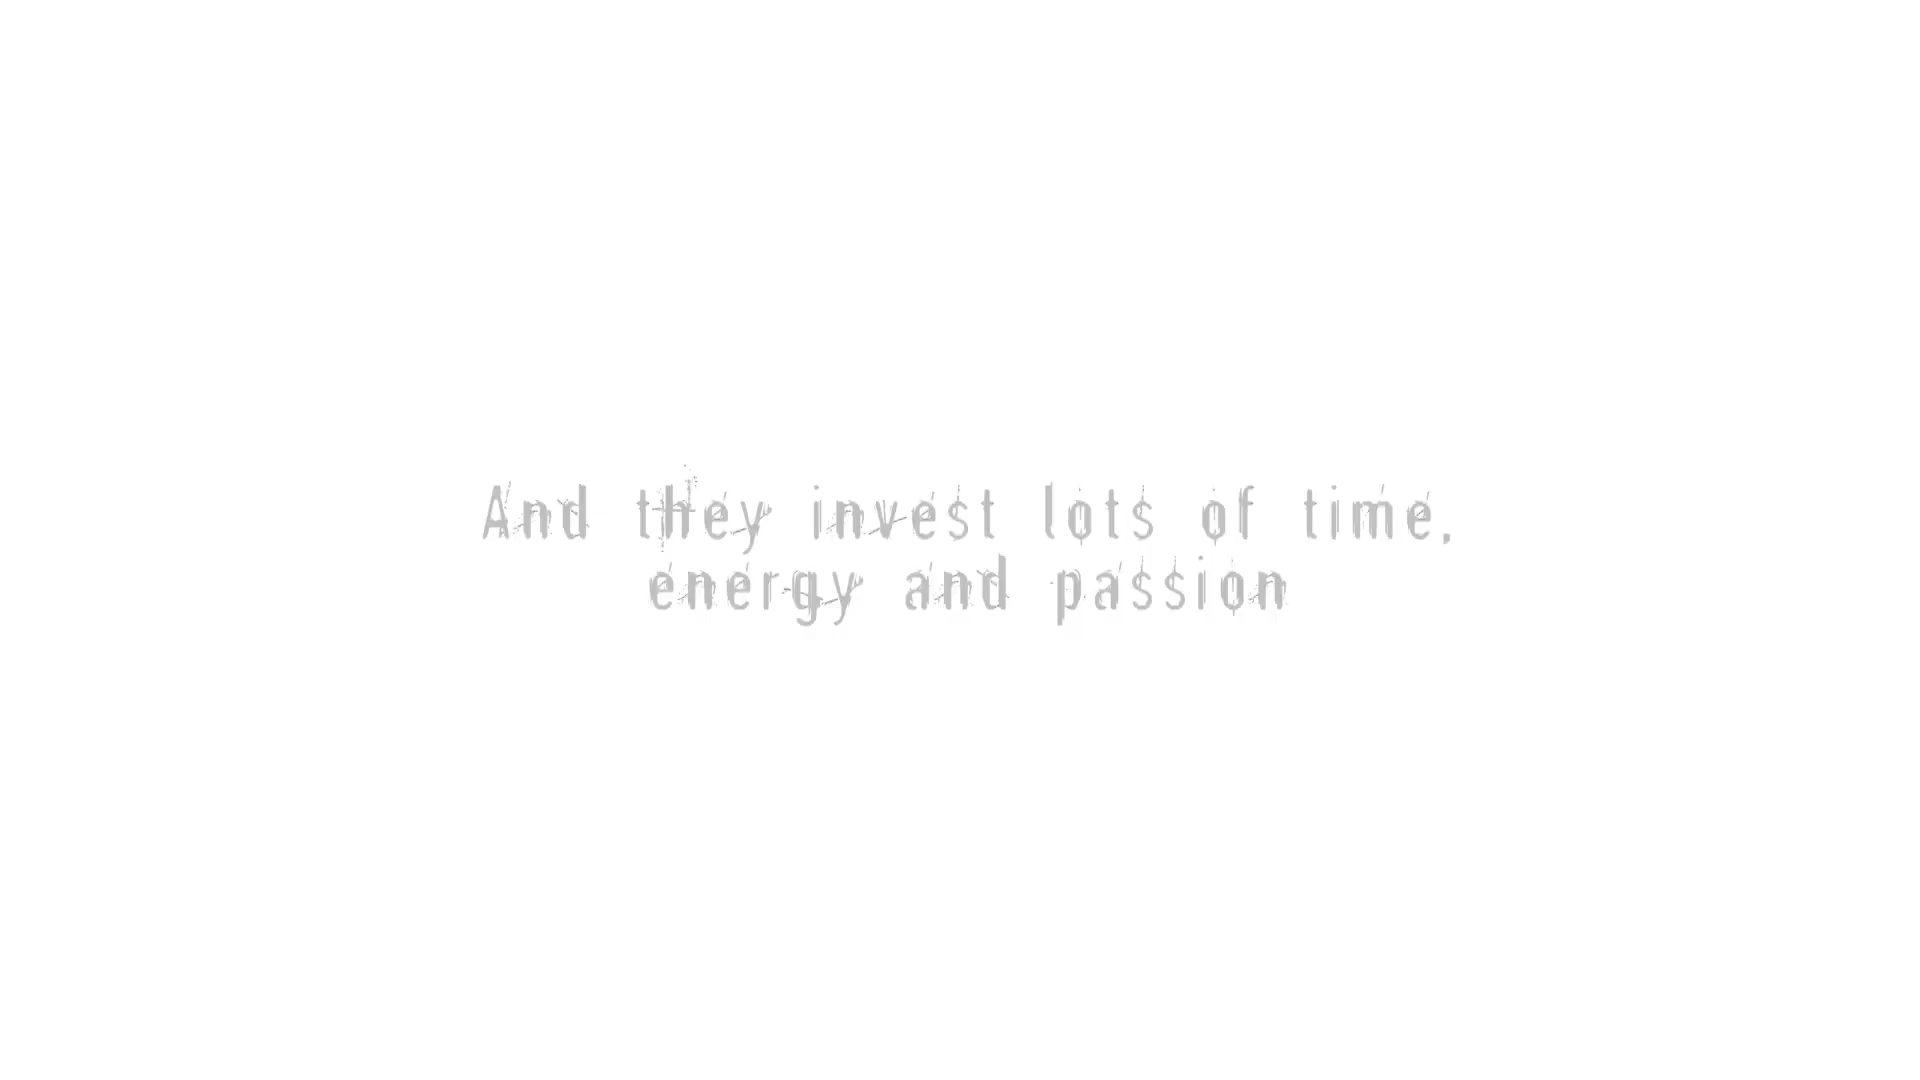 And they invest lots of time,
energy and passion